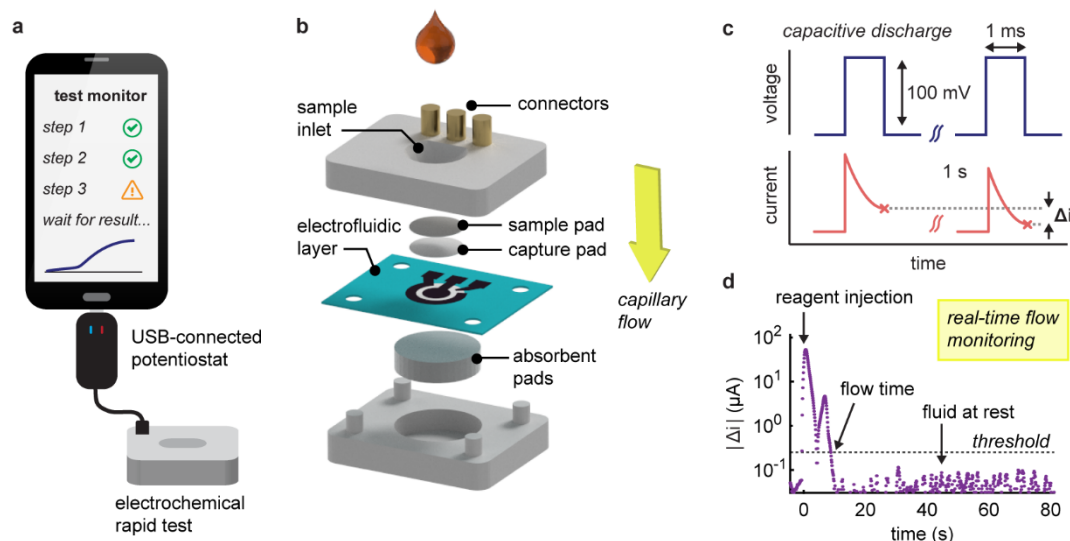 a
test monitor
step 1
step 2
step 3
wait for result...
USB-connected
potentiostat
electrochemical
rapid test
b
sample
inlet
connectors
electrofluidic
layer
sample pad
capture pad
capillary
flow
absorbent
pads
c
capacitive discharge
1 ms
voltage
100 mV
current
1 s
Δi
time
d
reagent injection
real-time flow
monitoring
|Δi| (μA)
10²
10¹
10⁰
10⁻¹
flow time
fluid at rest
threshold
0 20 40 60 80
time (s)